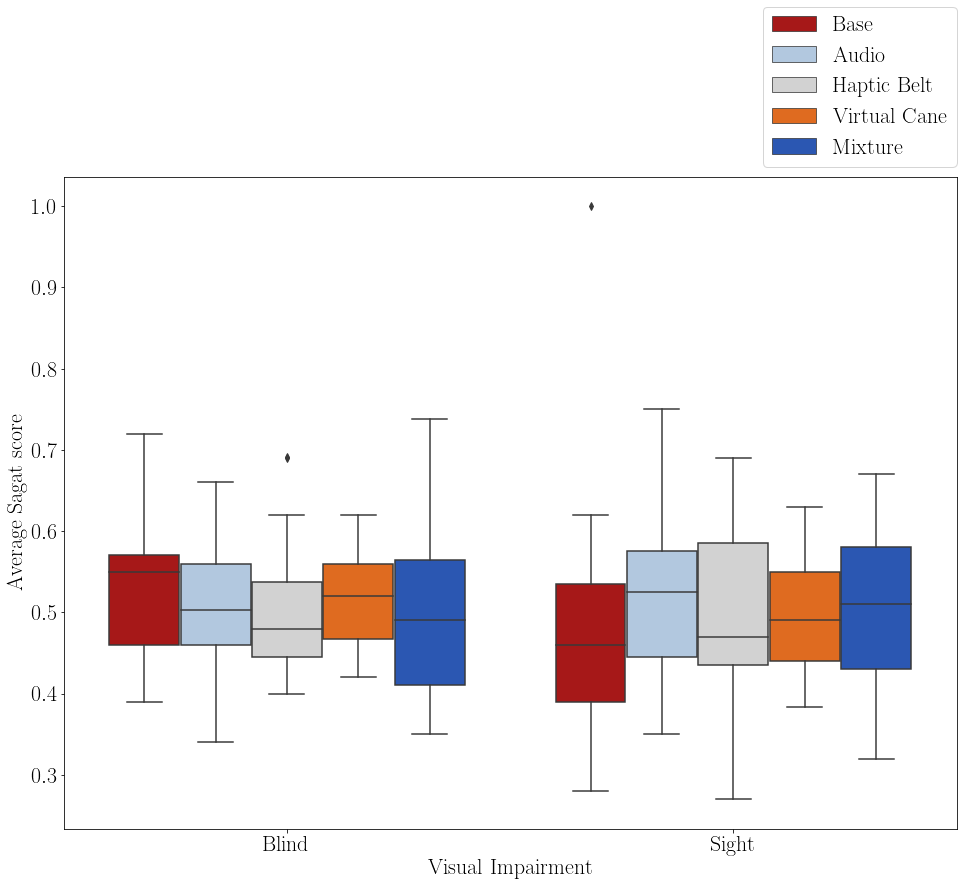 Base
Audio
Haptic Belt
Virtual Cane
Mixture
1.0
0.9
0.8
0.7
0.6
0.5
0.4
0.3
Average Sagat score
Blind
Sight
Visual Impairment